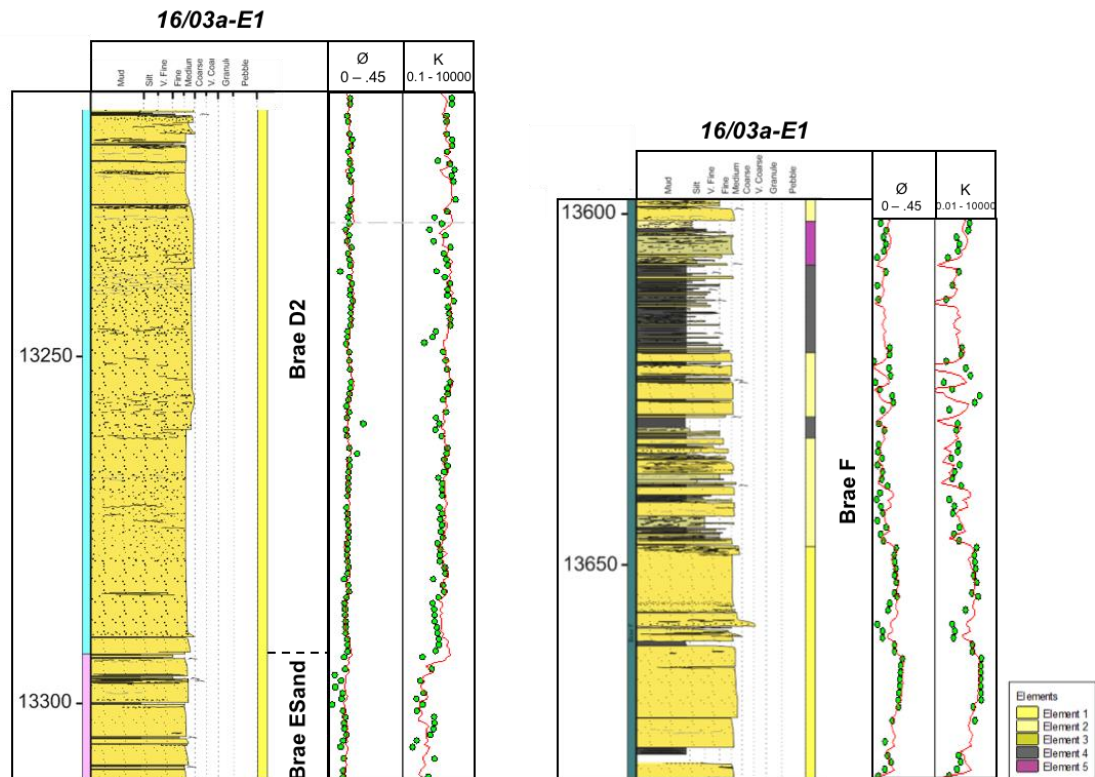 16/03a-E1
Mud
Silt
V. Fine
Fine
Medium
Coarse
V. Coar
Granul
Pebble
Ø
0 – .45
K
0.1 - 10000
13250
13300
Brae D2
Brae ESand
16/03a-E1
Mud
Silt
V. Fine
Fine
Medium
Coarse
V. Coarse
Granule
Pebble
Ø
0 – .45
K
0.01 - 10000
13600
13650
Brae F
Elements
Element 1
Element 2
Element 3
Element 4
Element 5